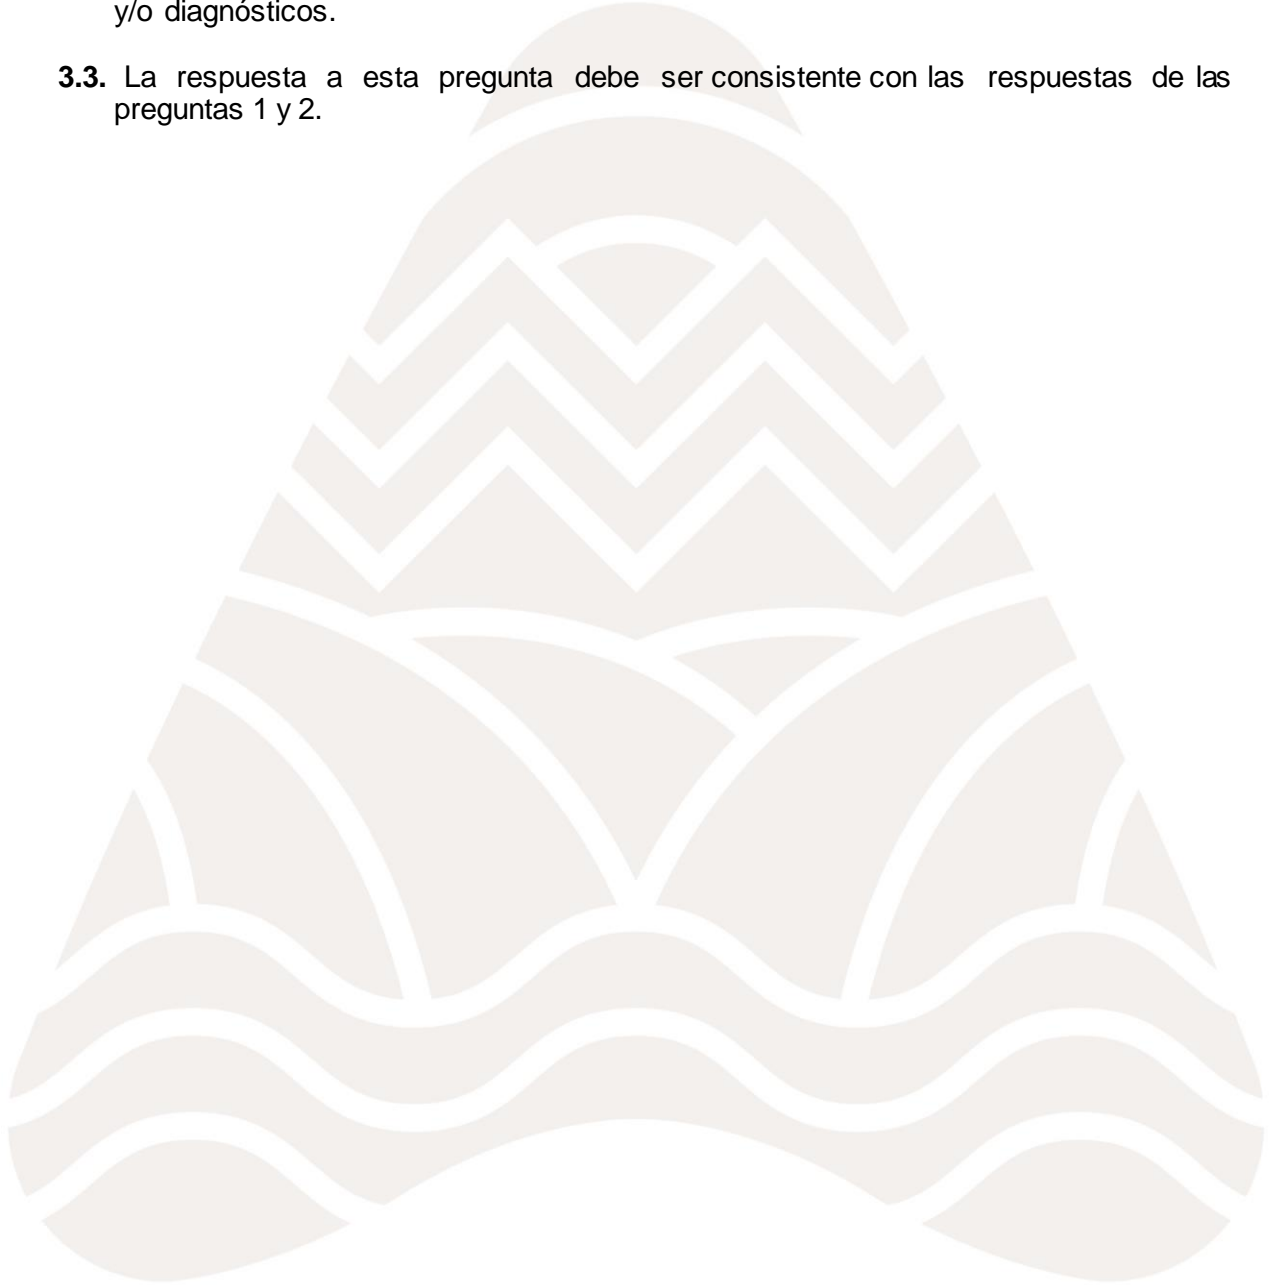 y/o diagnósticos.
3.3. La respuesta a esta pregunta debe ser consistente con las respuestas de las
preguntas 1 y 2.